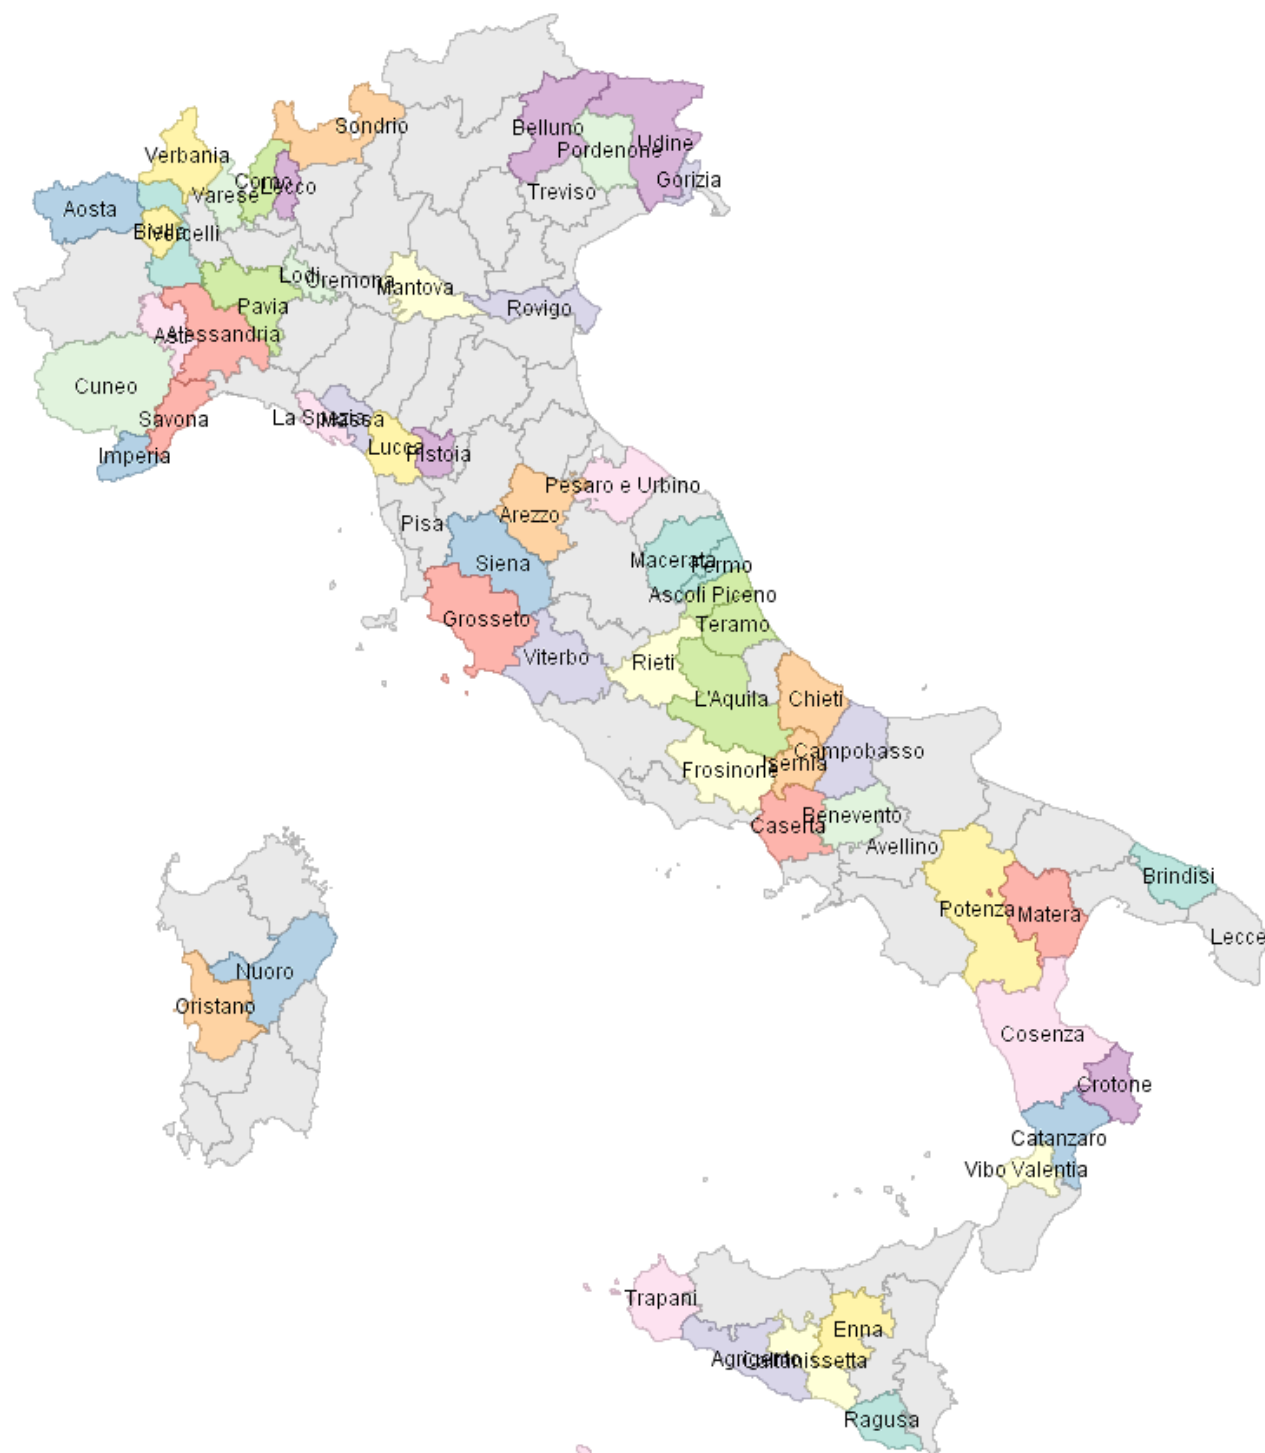 Sondrio
Belluno
Udine
Pordenone
Verbania
Gorizia
Como
Lecco
Varese
Treviso
Aosta
Biella
Vercelli
Lodi
Cremona
Mantova
Pavia
Rovigo
Asti
Alessandria
Cuneo
Savona
La Spezia
Massa
Lucca
Pistoia
Imperia
Pesaro e Urbino
Arezzo
Pisa
Siena
Macerata
Fermo
Ascoli Piceno
Grosseto
Teramo
Viterbo
Rieti
L'Aquila
Chieti
Campobasso
Isernia
Frosinone
Benevento
Caserta
Avellino
Brindisi
Potenza
Matera
Lecce
Nuoro
Oristano
Cosenza
Crotone
Catanzaro
Vibo Valentia
Trapani
Enna
Agrigento
Caltanissetta
Ragusa